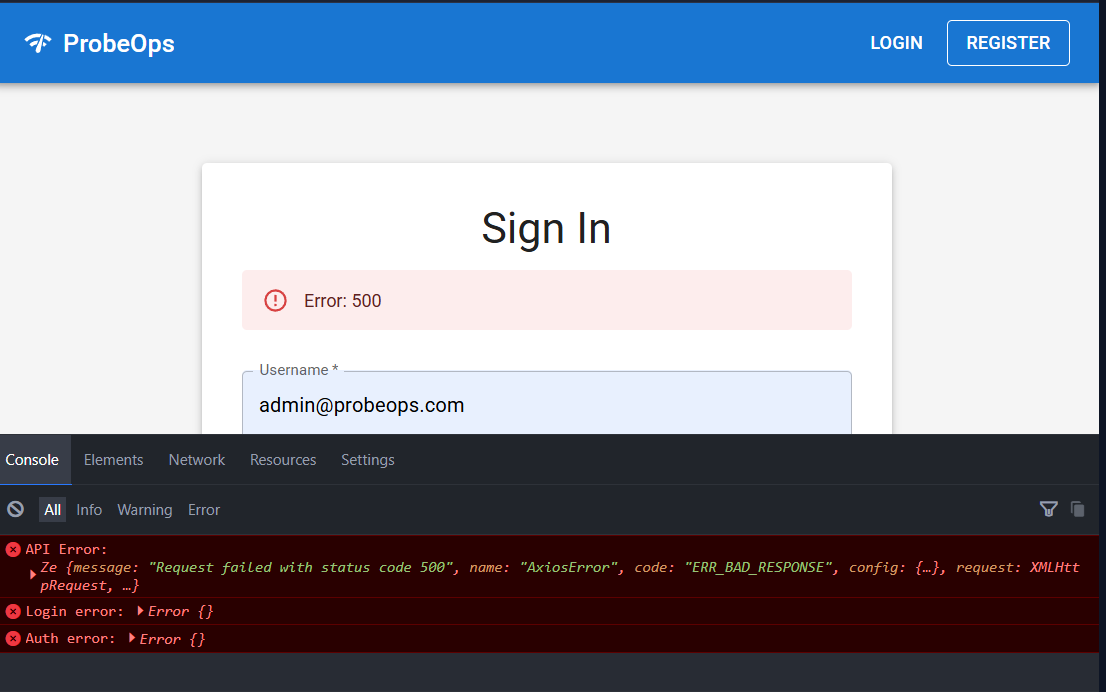 ProbeOps
LOGIN
REGISTER
Sign In
Error: 500
Username *
admin@probeops.com
Console Elements Network Resources Settings
All Info Warning Error
API Error:
Ze {message: "Request failed with status code 500", name: "AxiosError", code: "ERR_BAD_RESPONSE", config: {…}, request: XMLHtt
pRequest, …}
Login error: Error {}
Auth error: Error {}